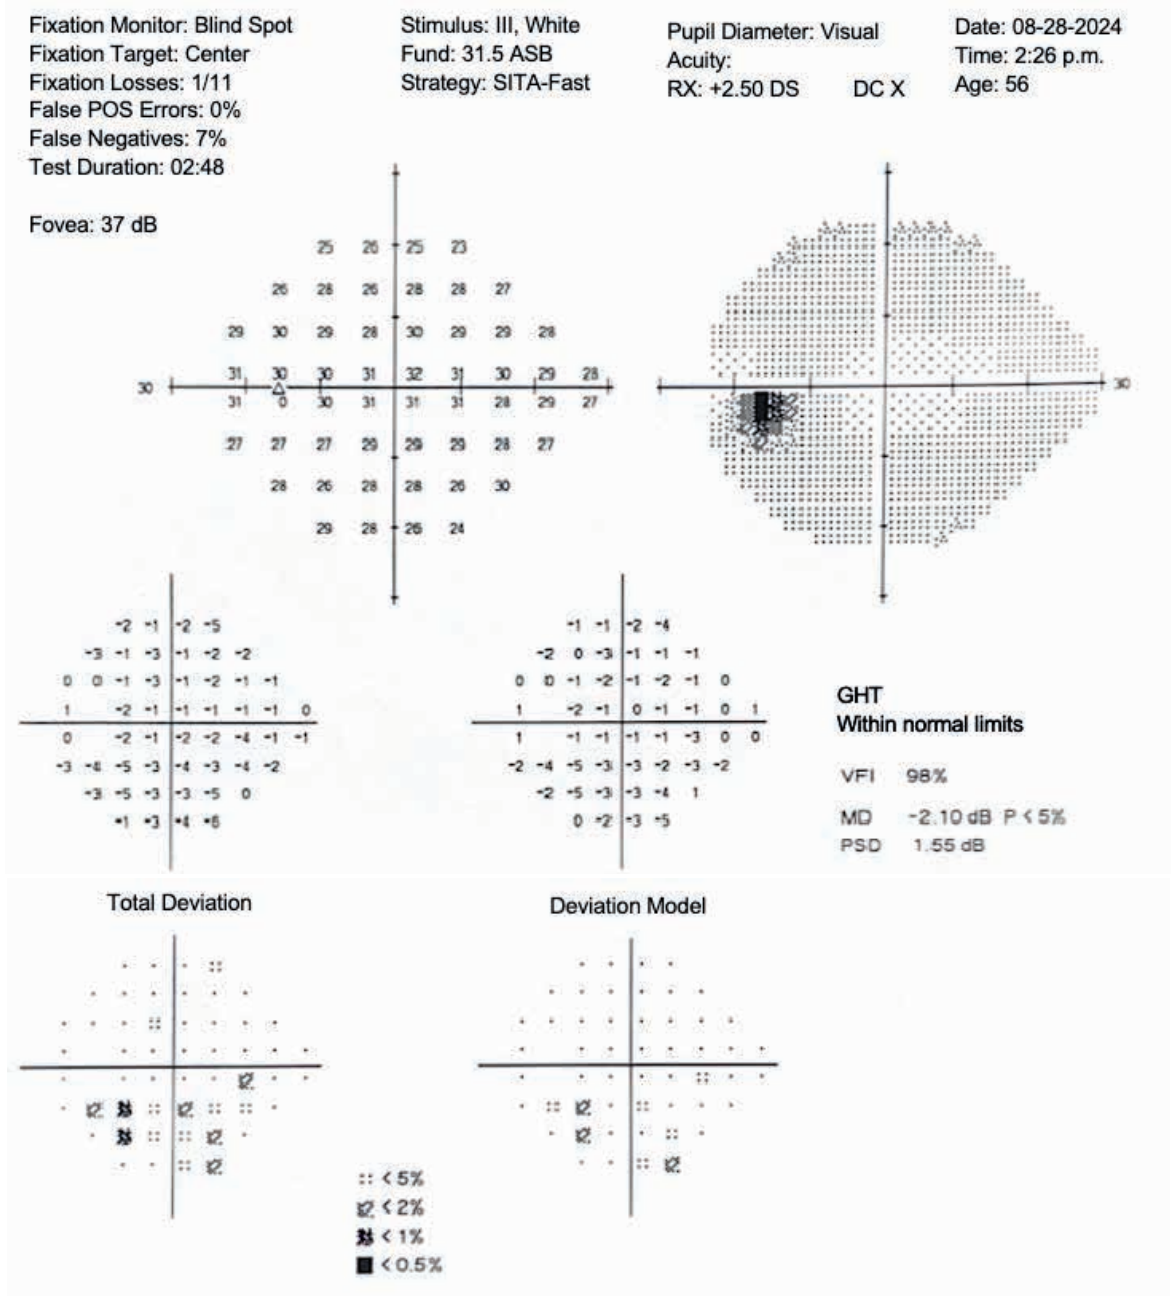 Fixation Monitor: Blind Spot
Fixation Target: Center
Fixation Losses: 1/11
False POS Errors: 0%
False Negatives: 7%
Test Duration: 02:48
Fovea: 37 dB
Stimulus: III, White
Fund: 31.5 ASB
Strategy: SITA-Fast
Pupil Diameter: Visual
Acuity:
RX: +2.50 DS DC X
Date: 08-28-2024
Time: 2:26 p.m.
Age: 56
25 26 25 23
26 28 26 28 28 27
29 30 29 28 30 29 29 28
31 30 30 31 32 31 30 29 28
30
31 0 30 31 31 31 28 29 27
27 27 27 29 29 29 28 27
28 26 28 28 26 30
29 28 26 24
30
-2 -1 -2 -5
-3 -1 -3 -1 -2 -2
0 0 -1 -3 -1 -2 -1 -1
1 -2 -1 -1 -1 -1 -1 0
0 -2 -1 -2 -2 -4 -1 -1
-3 -4 -5 -3 -4 -3 -4 -2
-3 -5 -3 -3 -5 0
-1 -3 -4 -6
-1 -1 -2 -4
-2 0 -3 -1 -1 -1
0 0 -1 -2 -1 -2 -1 0
1 -2 -1 0 -1 -1 0 1
1 -1 -1 -1 -1 -3 0 0
-2 -4 -5 -3 -3 -2 -3 -2
-2 -5 -3 -3 -4 1
0 -2 -3 -5
GHT
Within normal limits
VFI 98%
MD -2.10 dB P < 5%
PSD 1.55 dB
Total Deviation
Deviation Model
< 5%
< 2%
< 1%
< 0.5%